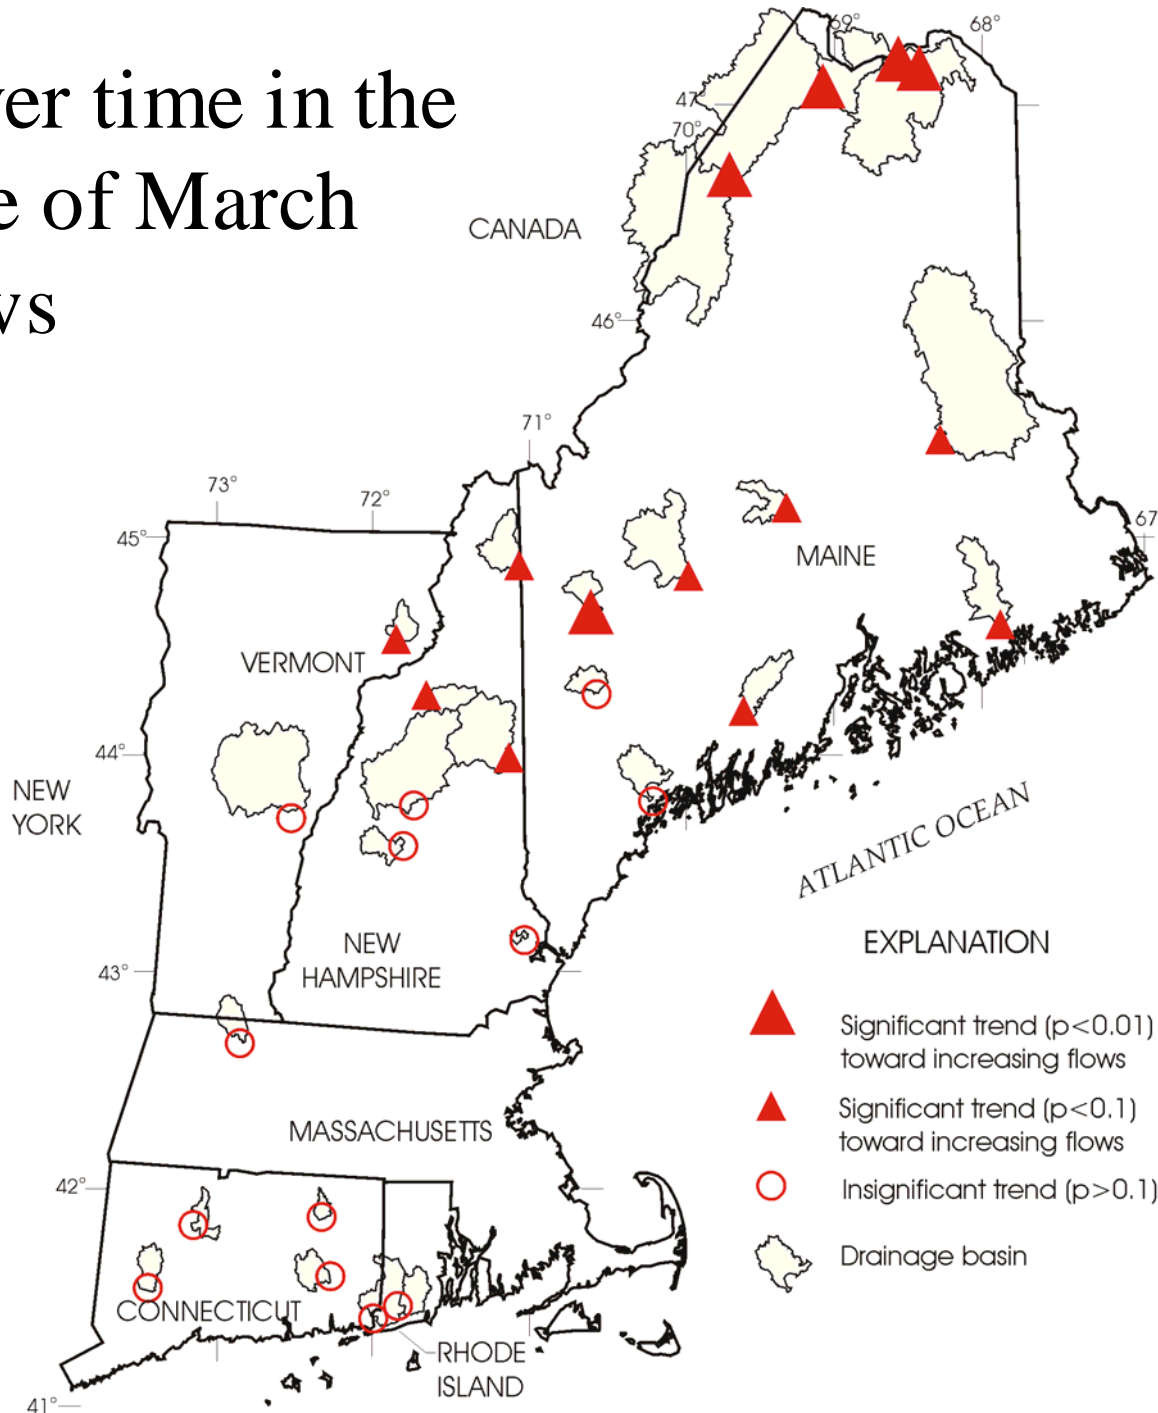 er time in the
e of March
vs
69°
68°
47°
70°
CANADA
46°
71°
73°
72°
45°
67
MAINE
VERMONT
44°
NEW
YORK
ATLANTIC OCEAN
NEW
HAMPSHIRE
43°
EXPLANATION
Significant trend (p<0.01)
toward increasing flows
Significant trend (p<0.1)
toward increasing flows
MASSACHUSETTS
42°
Insignificant trend (p>0.1)
Drainage basin
CONNECTICUT
RHODE
ISLAND
41°